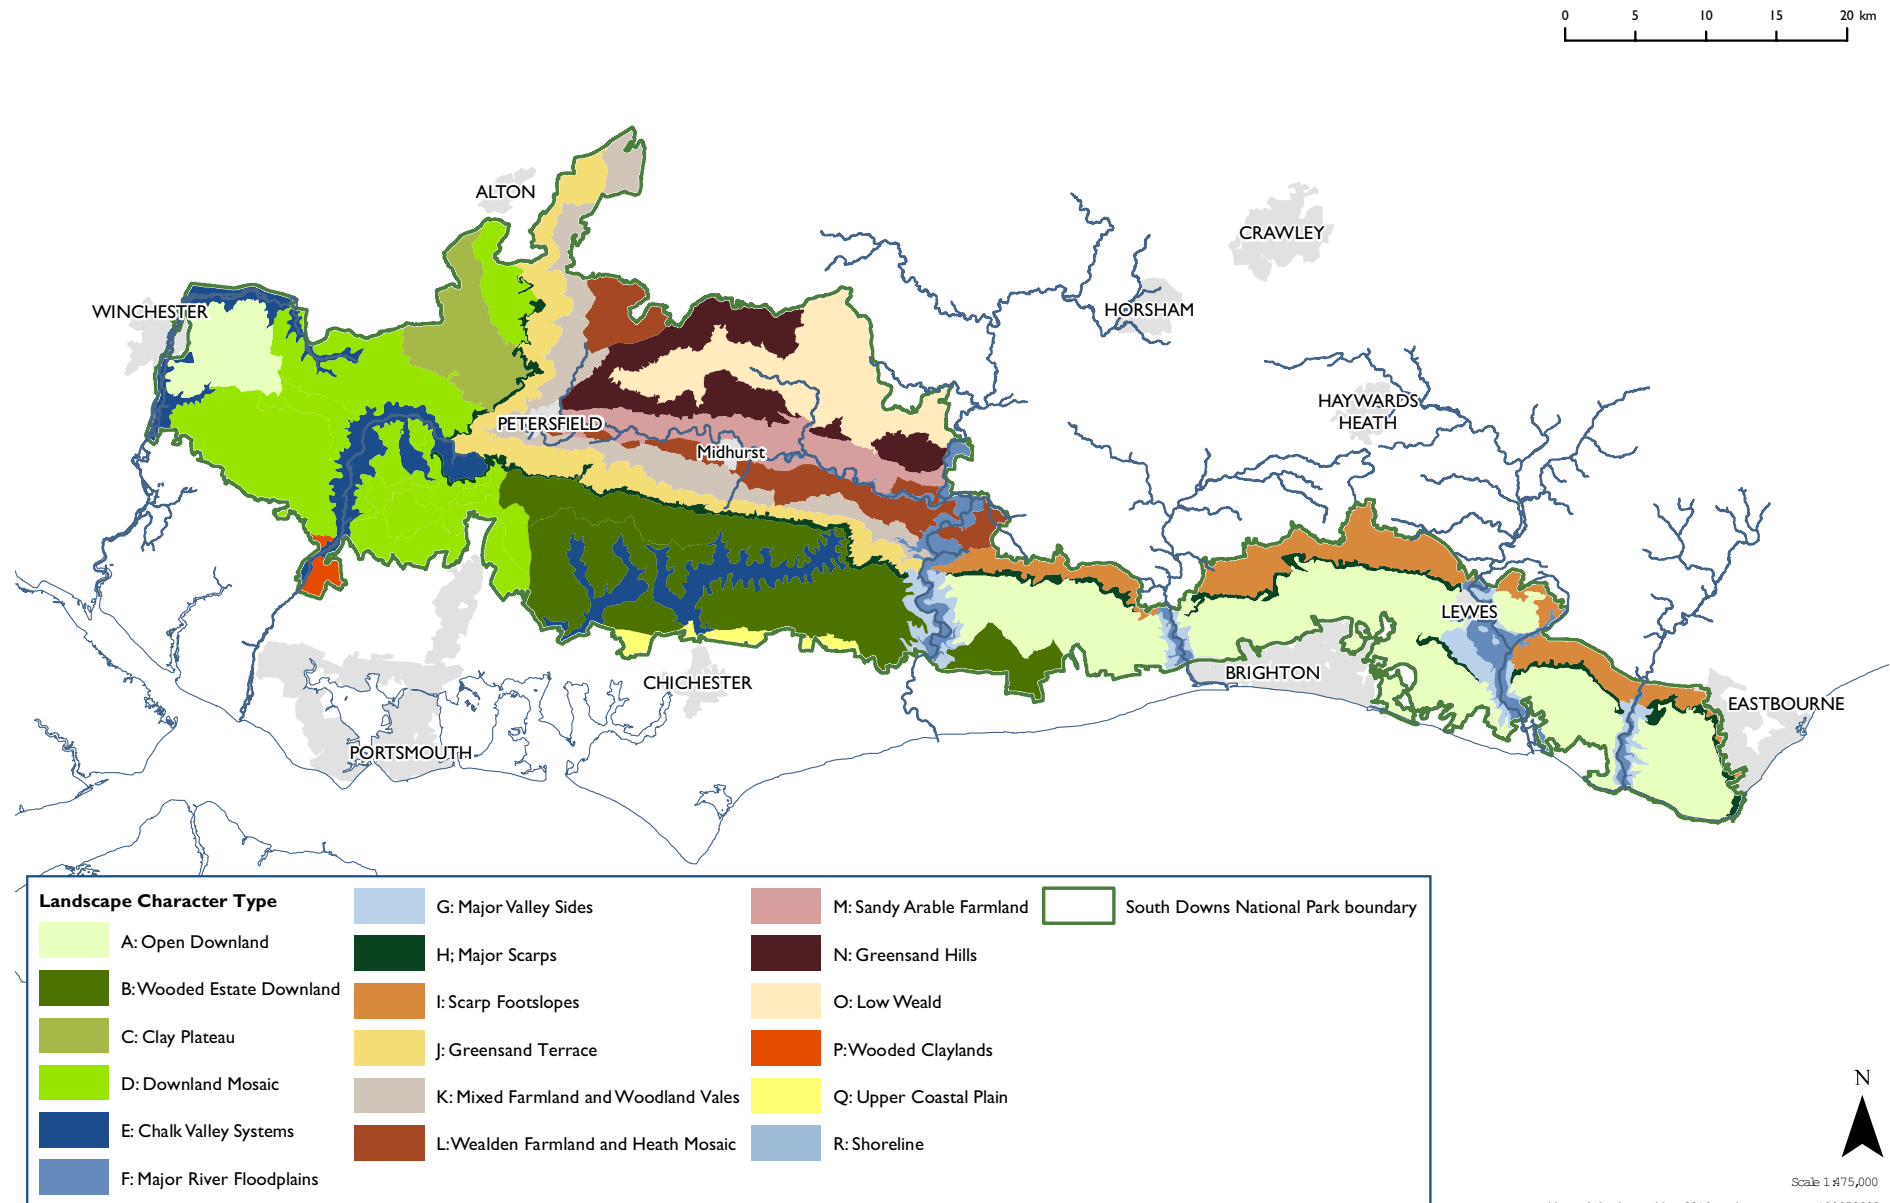 0 5 10 15 20 km
ALTON
CRAWLEY
WINCHESTER
HORSHAM
HAYWARDS
HEATH
PETERSFIELD
Midhurst
LEWES
BRIGHTON
CHICHESTER
EASTBOURNE
PORTSMOUTH
Landscape Character Type
A: Open Downland
B: Wooded Estate Downland
C: Clay Plateau
D: Downland Mosaic
E: Chalk Valley Systems
F: Major River Floodplains
G: Major Valley Sides
H; Major Scarps
I: Scarp Footslopes
J: Greensand Terrace
K: Mixed Farmland and Woodland Vales
L: Wealden Farmland and Heath Mosaic
M: Sandy Arable Farmland
N: Greensand Hills
O: Low Weald
P: Wooded Claylands
Q: Upper Coastal Plain
R: Shoreline
South Downs National Park boundary
N
Scale 1:475,000